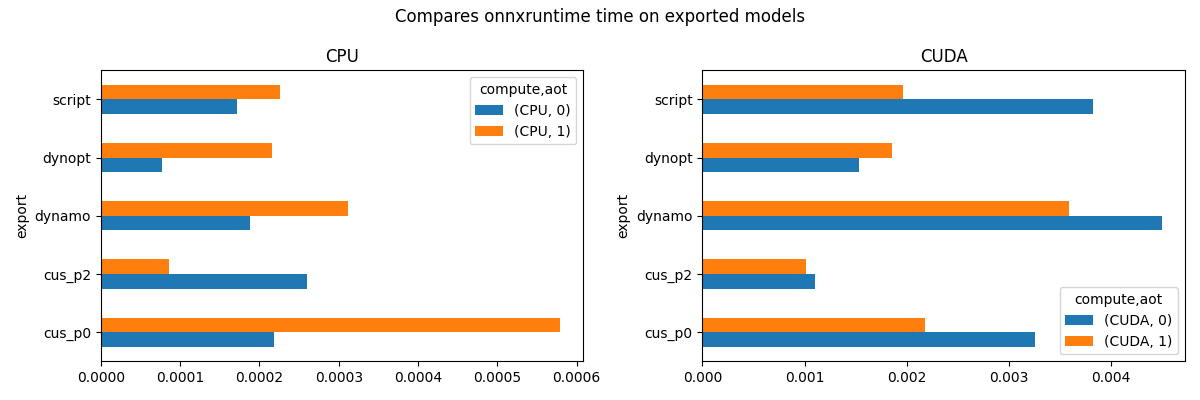 Compares onnxruntime time on exported models
CPU
export
script
dynopt
dynamo
cus_p2
cus_p0
compute,aot
(CPU, 0)
(CPU, 1)
0.0000 0.0001 0.0002 0.0003 0.0004 0.0005 0.0006
CUDA
export
script
dynopt
dynamo
cus_p2
cus_p0
compute,aot
(CUDA, 0)
(CUDA, 1)
0.000 0.001 0.002 0.003 0.004